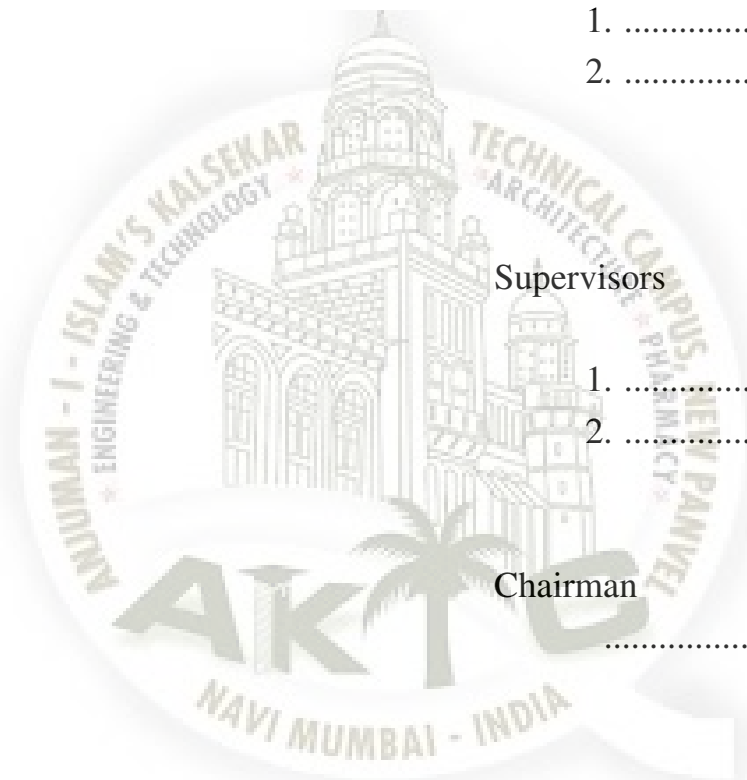 1. ...............
2. ...............
ANJUMAN - I - ISLAM'S KALSEKAR TECHNICAL CAMPUS, NEW PANVEL
* ENGINEERING & TECHNOLOGY * * ARCHITECTURE * PHARMACY *
Supervisors
1. ...............
2. ...............
AKTC
Chairman
.................
NAVI MUMBAI - INDIA